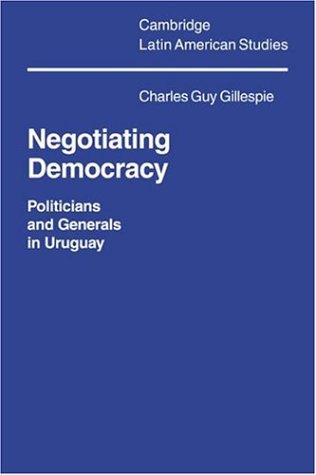 Cambridge
Latin American Studies
Charles Guy Gillespie
Negotiating
Democracy
Politicians
and Generals
in Uruguay